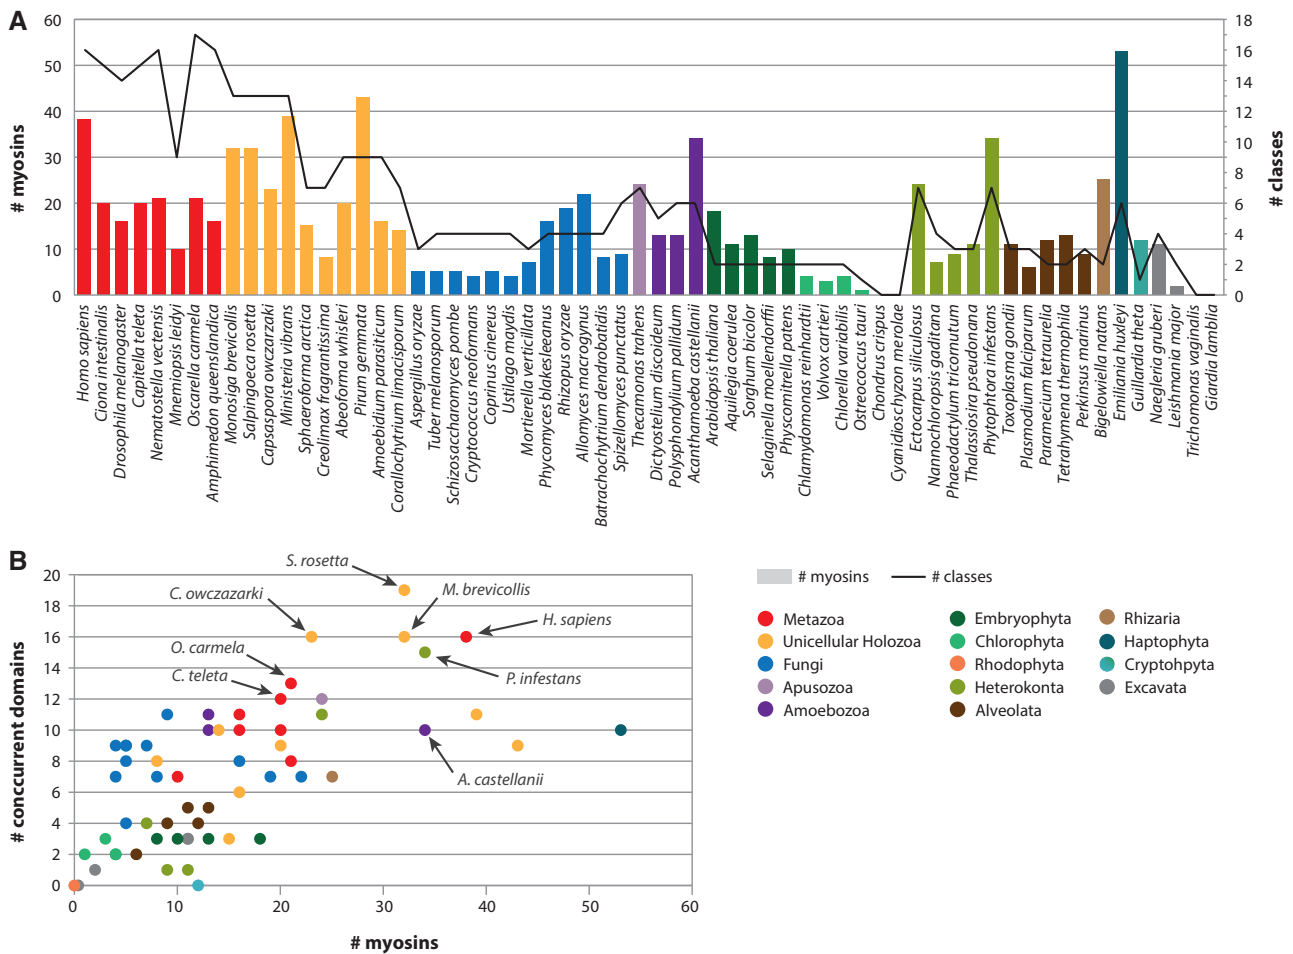 A
# myosins
60
50
40
30
20
10
0
18
16
14
12
10
8
6
4
2
0
# classes
Homo sapiens
Ciona intestinalis
Drosophila melanogaster
Capitella teleta
Nematostella vectensis
Mnemiopsis leidyi
Oscarella carmela
Amphimedon queenslandica
Monosiga brevicollis
Salpingoeca rosetta
Capsaspora owczarzaki
Ministeria vibrans
Sphaeroforma arctica
Creolimax fragrantissima
Abeoforma whisleri
Pirum gemmata
Amoebidium parasiticum
Corallochytrium limacisporum
Aspergillus oryzae
Tuber melanosporum
Schizosaccharomyces pombe
Cryptococcus neoformans
Coprinus cinereus
Ustilago maydis
Mortierella verticillata
Phycomyces blakesleeanus
Rhizopus oryzae
Allomyces macrogynus
Batrachochytrium dendrobatidis
Spizellomyces punctatus
Thecamonas trahens
Dictyostelium discoideum
Polysphondylium pallidum
Acanthamoeba castellanii
Arabidopsis thaliana
Aquilegia coerulea
Sorghum bicolor
Selaginella moellendorffii
Physcomitrella patens
Chlamydomonas reinhardtii
Volvox carteri
Chlorella variabilis
Ostreococcus tauri
Chondrus crispus
Cyanidioschyzon merolae
Ectocarpus siliculosus
Nannochloropsis gaditana
Phaeodactylum tricornutum
Thalassiosira pseudonana
Phytophtora infestans
Toxoplasma gondii
Plasmodium falciparum
Paramecium tetraurelia
Tetrahymena thermophila
Perkinsus marinus
Bigelowiella natans
Emiliania huxleyi
Guillardia theta
Naegleria gruberi
Leishmania major
Trichomonas vaginalis
Giardia lamblia
B
# conccurrent domains
20
18
16
14
12
10
8
6
4
2
0
S. rosetta
C. owczazarki
M. brevicollis
H. sapiens
O. carmela
C. teleta
P. infestans
A. castellanii
0
10
20
30
40
50
60
# myosins
# myosins
# classes
Metazoa
Unicellular Holozoa
Fungi
Apusozoa
Amoebozoa
Embryophyta
Chlorophyta
Rhodophyta
Heterokonta
Alveolata
Rhizaria
Haptophyta
Cryptohpyta
Excavata